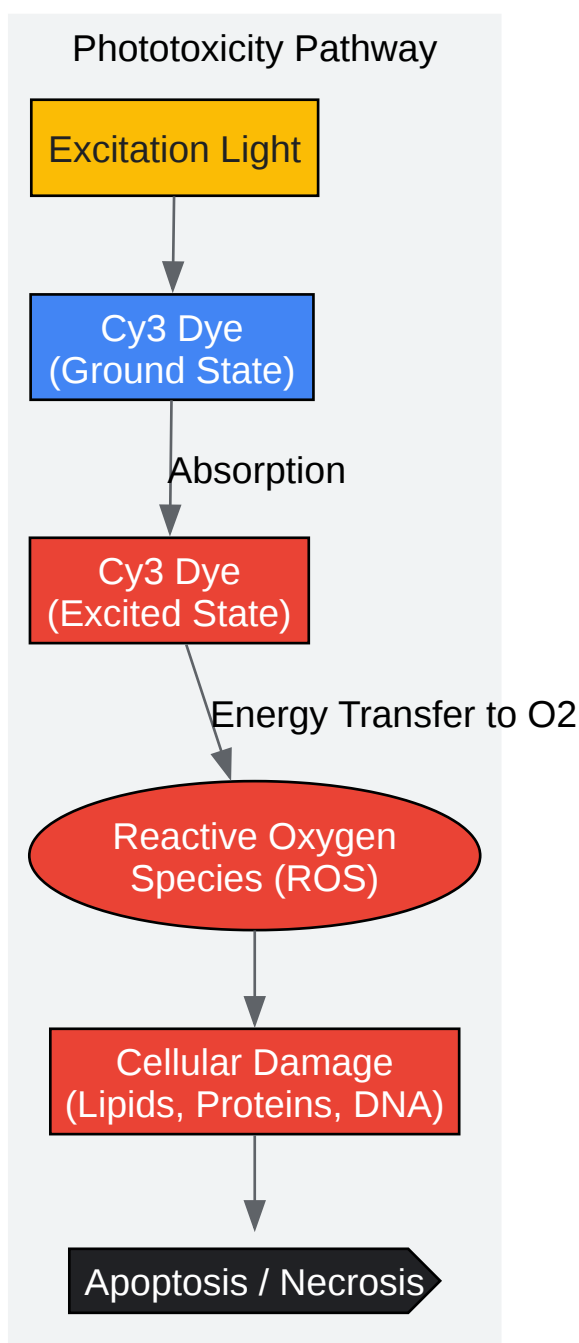 Phototoxicity Pathway
Excitation Light
Cy3 Dye
(Ground State)
Absorption
Cy3 Dye
(Excited State)
Energy Transfer to O2
Reactive Oxygen
Species (ROS)
Cellular Damage
(Lipids, Proteins, DNA)
Apoptosis / Necrosis